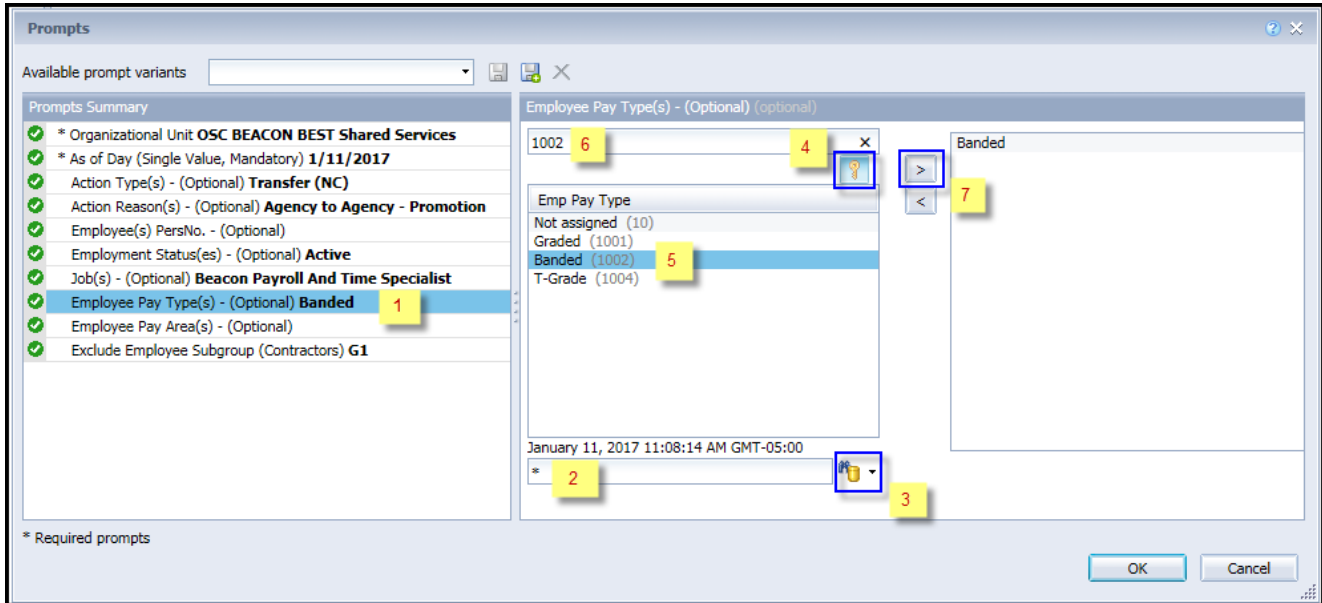 Prompts
Available prompt variants
Prompts Summary
* Organizational Unit OSC BEACON BEST Shared Services
* As of Day (Single Value, Mandatory) 1/11/2017
Action Type(s) - (Optional) Transfer (NC)
Action Reason(s) - (Optional) Agency to Agency - Promotion
Employee(s) PersNo. - (Optional)
Employment Status(es) - (Optional) Active
Job(s) - (Optional) Beacon Payroll And Time Specialist
Employee Pay Type(s) - (Optional) Banded 1
Employee Pay Area(s) - (Optional)
Exclude Employee Subgroup (Contractors) G1
Employee Pay Type(s) - (Optional) (optional)
1002 6
4
Emp Pay Type
Not assigned (10)
Graded (1001)
Banded (1002) 5
T-Grade (1004)
January 11, 2017 11:08:14 AM GMT-05:00
* 2
3
>
<
7
Banded
* Required prompts
OK
Cancel